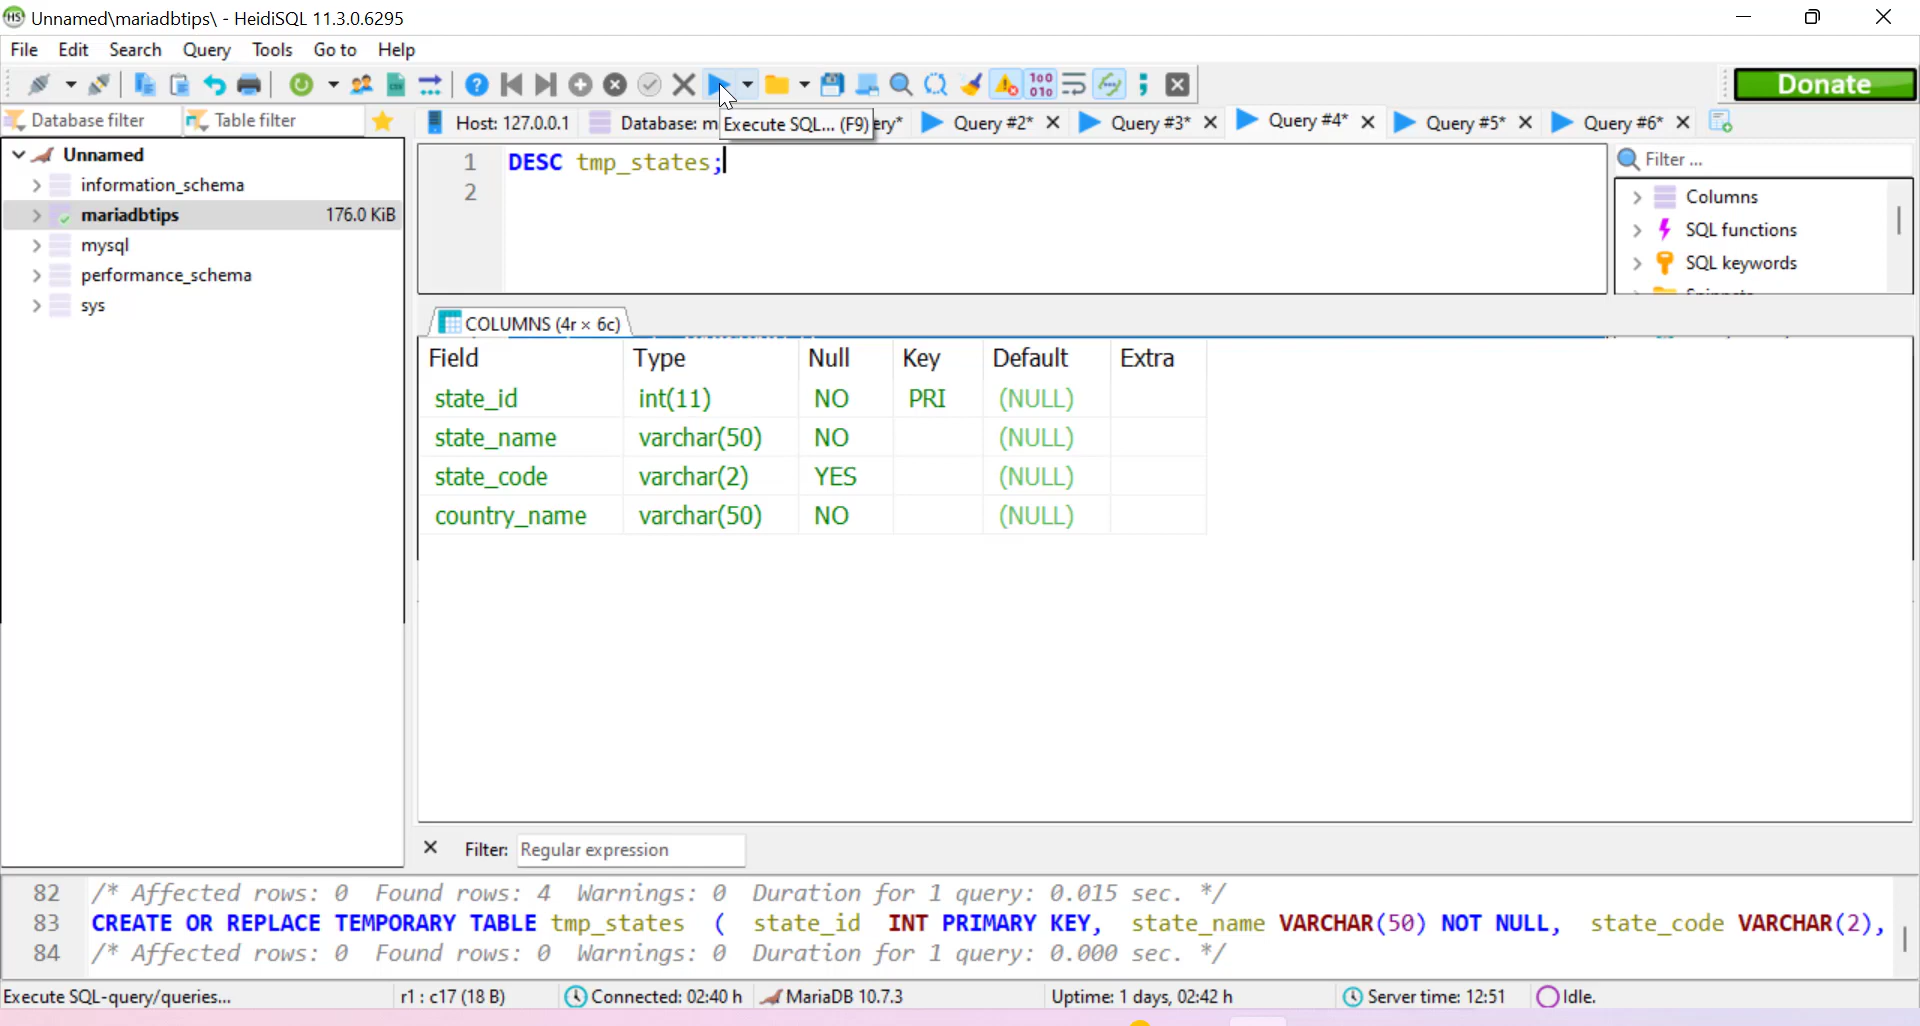 Unnamed\mariadbtips\ - HeidiSQL 11.3.0.6295
File Edit Search Query Tools Go to Help
Donate
Database filter Table filter Host: 127.0.0.1 Database: m ery* Query #2* Query #3* Query #4* Query #5* Query #6*
Execute SQL... (F9)
Unnamed
information_schema
mariadbtips 176.0 KiB
mysql
performance_schema
sys
1 DESC tmp_states;
2
Filter ...
Columns
SQL functions
SQL keywords
COLUMNS (4r × 6c)
Field Type Null Key Default Extra
state_id int(11) NO PRI (NULL)
state_name varchar(50) NO (NULL)
state_code varchar(2) YES (NULL)
country_name varchar(50) NO (NULL)
Filter: Regular expression
82 /* Affected rows: 0 Found rows: 4 Warnings: 0 Duration for 1 query: 0.015 sec. */
83 CREATE OR REPLACE TEMPORARY TABLE tmp_states ( state_id INT PRIMARY KEY, state_name VARCHAR(50) NOT NULL, state_code VARCHAR(2),
84 /* Affected rows: 0 Found rows: 0 Warnings: 0 Duration for 1 query: 0.000 sec. */
Execute SQL-query/queries... r1 : c17 (18 B) Connected: 02:40 h MariaDB 10.7.3 Uptime: 1 days, 02:42 h Server time: 12:51 Idle.